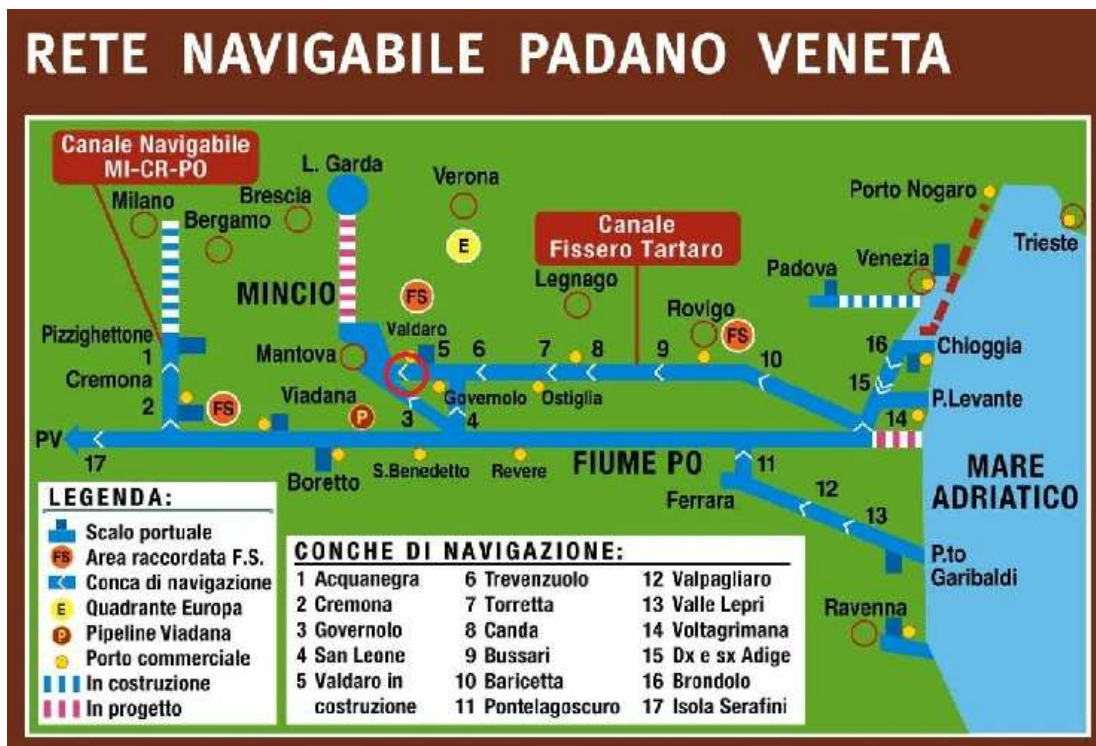 RETE NAVIGABILE PADANO VENETA
Canale Navigabile
MI-CR-PO
L. Garda
Verona
Porto Nogaro
Milano
Brescia
Bergamo
E
Canale
Fissero Tartaro
Trieste
Venezia
Padova
MINCIO
FS
Legnago
Rovigo
FS
Pizzighettone
1
Valdaro
5
6
7
8
9
10
16
Chioggia
Mantova
Cremona
2
FS
Viadana
P
Governolo
Ostiglia
15
P.Levante
3
4
14
PV
17
Boretto
S.Benedetto
Revere
FIUME PO
11
MARE
ADRIATICO
Ferrara
12
13
P.to
Garibaldi
Ravenna
LEGENDA:
Scalo portuale
FS Area raccordata F.S.
Conca di navigazione
E Quadrante Europa
P Pipeline Viadana
Porto commerciale
In costruzione
In progetto
CONCHE DI NAVIGAZIONE:
1 Acquanegra
2 Cremona
3 Governolo
4 San Leone
5 Valdaro in
costruzione
6 Trevenzuolo
7 Torretta
8 Canda
9 Bussari
10 Baricetta
11 Pontelagoscuro
12 Valpagliaro
13 Valle Lepri
14 Voltagrimana
15 Dx e sx Adige
16 Brondolo
17 Isola Serafini